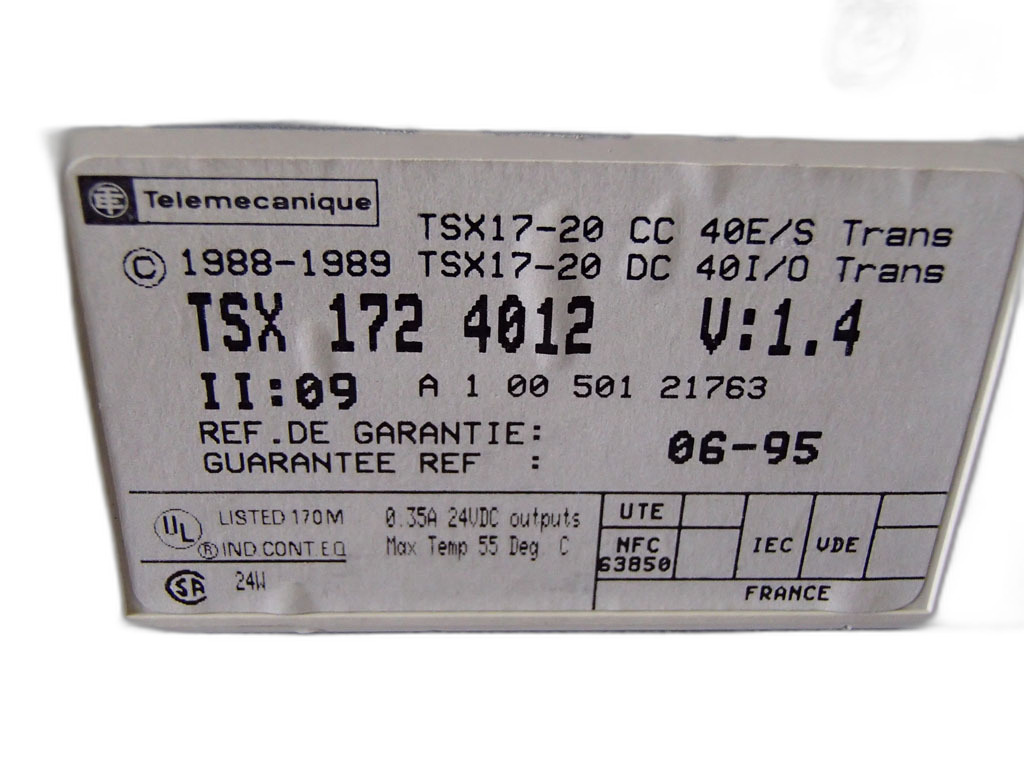 Telemecanique
TSX17-20 CC 40E/S Trans
© 1988-1989 TSX17-20 DC 40I/O Trans
TSX 172 4012 V:1.4
II:09 A 1 00 501 21763
REF.DE GARANTIE:
GUARANTEE REF :
06-95
UL LISTED 170M
® IND.CONT.EQ
SA 24W
0.35A 24VDC outputs
Max Temp 55 Deg. C
UTE
NFC
63850
IEC VDE
FRANCE